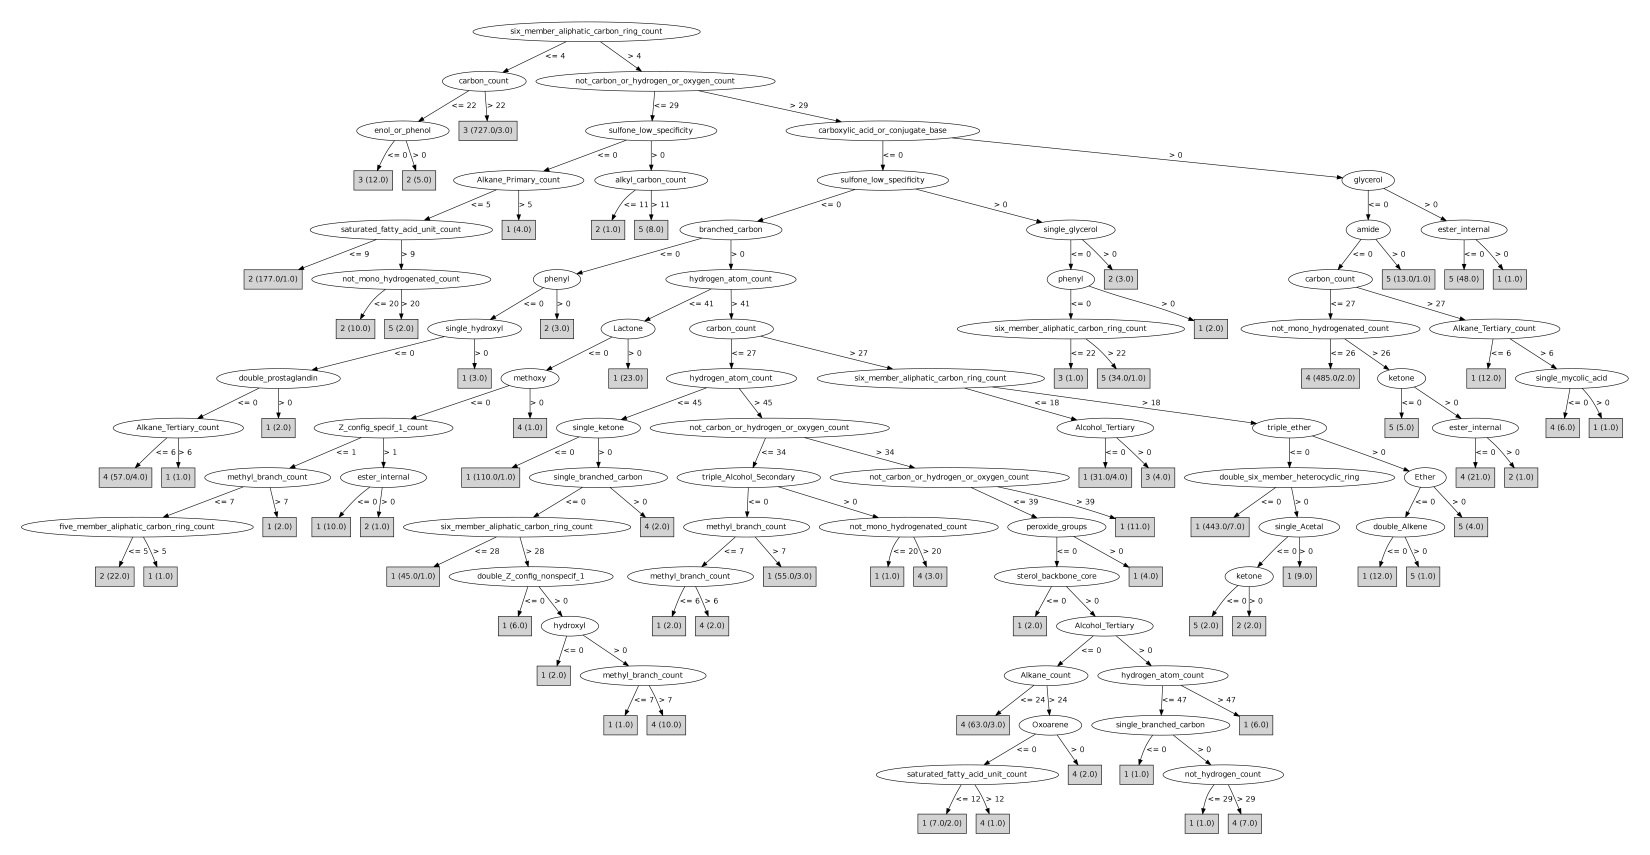 six_member_aliphatic_carbon_ring_count
<= 4 > 4
carbon_count not_carbon_or_hydrogen_or_oxygen_count
<= 22 > 22 <= 29 > 29
enol_or_phenol 3 (727.0/3.0) sulfone_low_specificity carboxylic_acid_or_conjugate_base
<= 0 > 0 <= 0 > 0 <= 0 > 0
3 (12.0) 2 (5.0) Alkane_Primary_count alkyl_carbon_count sulfone_low_specificity glycerol
<= 5 > 5 <= 11 > 11 <= 0 > 0 <= 0 > 0
saturated_fatty_acid_unit_count 1 (4.0) 2 (1.0) 5 (8.0) branched_carbon single_glycerol amide ester_internal
<= 9 > 9 <= 0 > 0 <= 0 > 0 <= 0 > 0 <= 0 > 0
2 (177.0/1.0) not_mono_hydrogenated_count phenyl hydrogen_atom_count phenyl 2 (3.0) carbon_count 5 (13.0/1.0) 5 (48.0) 1 (1.0)
<= 20 > 20 <= 0 > 0 <= 41 > 41 <= 0 > 0 <= 27 > 27
2 (10.0) 5 (2.0) single_hydroxyl 2 (3.0) Lactone carbon_count six_member_aliphatic_carbon_ring_count 1 (2.0) not_mono_hydrogenated_count Alkane_Tertiary_count
<= 0 > 0 <= 0 > 0 <= 27 > 27 <= 22 > 22 <= 26 > 26 <= 6 > 6
double_prostaglandin 1 (3.0) methoxy 1 (23.0) hydrogen_atom_count six_member_aliphatic_carbon_ring_count 3 (1.0) 5 (34.0/1.0) 4 (485.0/2.0) ketone 1 (12.0) single_mycolic_acid
<= 0 > 0 <= 0 > 0 <= 45 > 45 <= 18 > 18 <= 0 > 0 <= 0 > 0
Alkane_Tertiary_count 1 (2.0) Z_config_specif_1_count 4 (1.0) single_ketone not_carbon_or_hydrogen_or_oxygen_count Alcohol_Tertiary triple_ether 5 (5.0) ester_internal 4 (6.0) 1 (1.0)
<= 6 > 6 <= 1 > 1 <= 0 > 0 <= 34 > 34 <= 0 > 0 <= 0 > 0 <= 0 > 0
4 (57.0/4.0) 1 (1.0) methyl_branch_count ester_internal 1 (110.0/1.0) single_branched_carbon triple_Alcohol_Secondary not_carbon_or_hydrogen_or_oxygen_count 1 (31.0/4.0) 3 (4.0) double_six_member_heterocyclic_ring Ether 4 (21.0) 2 (1.0)
<= 7 > 7 <= 0 > 0 <= 0 > 0 <= 0 > 0 <= 39 > 39 <= 0 > 0 <= 0 > 0
five_member_aliphatic_carbon_ring_count 1 (2.0) 1 (10.0) 2 (1.0) six_member_aliphatic_carbon_ring_count 4 (2.0) methyl_branch_count not_mono_hydrogenated_count peroxide_groups 1 (11.0) 1 (443.0/7.0) single_Acetal double_Alkene 5 (4.0)
<= 5 > 5 <= 28 > 28 <= 7 > 7 <= 20 > 20 <= 0 > 0 <= 0 > 0 <= 0 > 0
2 (22.0) 1 (1.0) 1 (45.0/1.0) double_Z_config_nonspecif_1 methyl_branch_count 1 (55.0/3.0) 1 (1.0) 4 (3.0) sterol_backbone_core 1 (4.0) ketone 1 (9.0) 1 (12.0) 5 (1.0)
<= 0 > 0 <= 6 > 6 <= 0 > 0 <= 0 > 0
1 (6.0) hydroxyl 1 (2.0) 4 (2.0) 1 (2.0) Alcohol_Tertiary 5 (2.0) 2 (2.0)
<= 0 > 0 <= 0 > 0
1 (2.0) methyl_branch_count Alkane_count hydrogen_atom_count
<= 7 > 7 <= 24 > 24 <= 47 > 47
1 (1.0) 4 (10.0) 4 (63.0/3.0) Oxoarene single_branched_carbon 1 (6.0)
<= 0 > 0 <= 0 > 0
saturated_fatty_acid_unit_count 4 (2.0) 1 (1.0) not_hydrogen_count
<= 12 > 12 <= 29 > 29
1 (7.0/2.0) 4 (1.0) 1 (1.0) 4 (7.0)